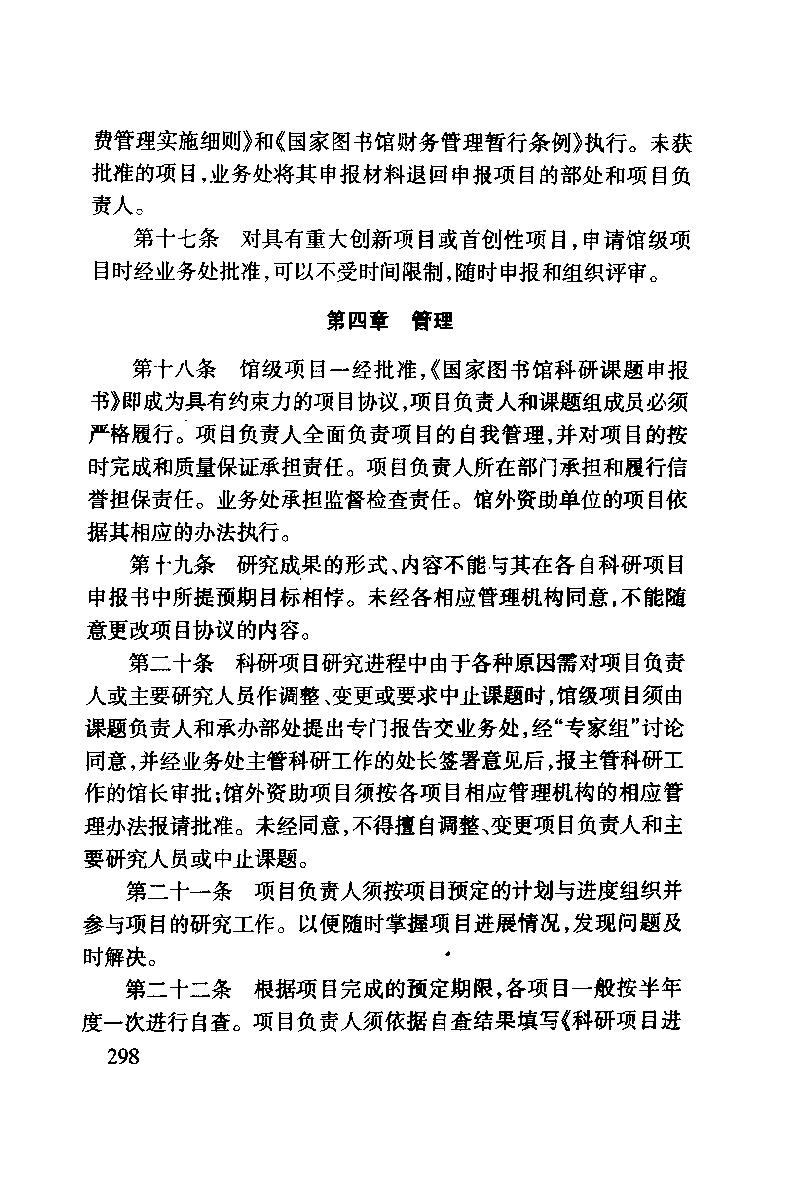 费管理实施细则》和《国家图书馆财务管理暂行条例》执行。未获
批准的项目,业务处将其申报材料退回申报项目的部处和项目负
责人。
第十七条　对具有重大创新项目或首创性项目,申请馆级项
目时经业务处批准,可以不受时间限制,随时申报和组织评审。
第四章　管理
第十八条　馆级项目一经批准,《国家图书馆科研课题申报
书》即成为具有约束力的项目协议,项目负责人和课题组成员必须
严格履行。项目负责人全面负责项目的自我管理,并对项目的按
时完成和质量保证承担责任。项目负责人所在部门承担和履行信
誉担保责任。业务处承担监督检查责任。馆外资助单位的项目依
据其相应的办法执行。
第十九条　研究成果的形式、内容不能与其在各自科研项目
申报书中所提预期目标相悖。未经各相应管理机构同意,不能随
意更改项目协议的内容。
第二十条　科研项目研究进程中由于各种原因需对项目负责
人或主要研究人员作调整、变更或要求中止课题时,馆级项目须由
课题负责人和承办部处提出专门报告交业务处,经“专家组”讨论
同意,并经业务处主管科研工作的处长签署意见后,报主管科研工
作的馆长审批;馆外资助项目须按各项目相应管理机构的相应管
理办法报请批准。未经同意,不得擅自调整、变更项目负责人和主
要研究人员或中止课题。
第二十一条　项目负责人须按项目预定的计划与进度组织并
参与项目的研究工作。以便随时掌握项目进展情况,发现问题及
时解决。
第二十二条　根据项目完成的预定期限,各项目一般按半年
度一次进行自查。项目负责人须依据自查结果填写《科研项目进
298